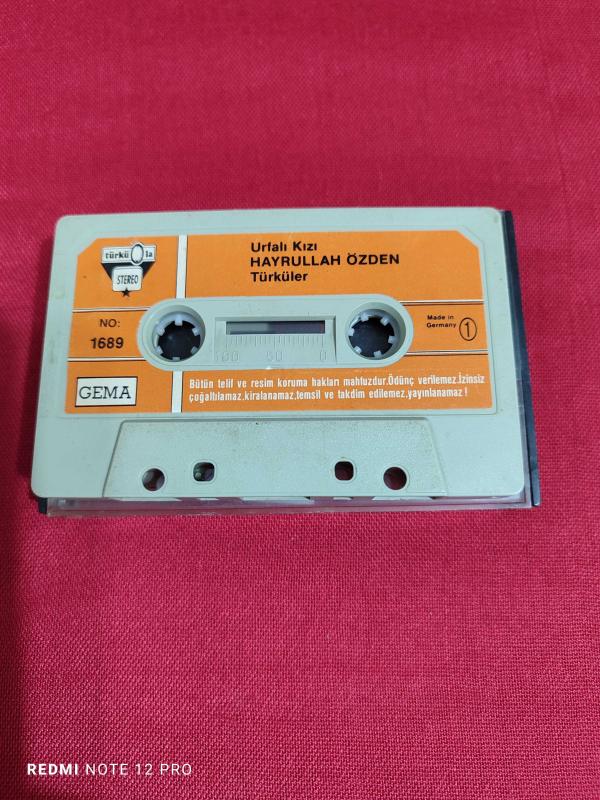 Urfalı Kızı
HAYRULLAH ÖZDEN
Türküler
türkü la
STEREO
NO:
1689
Made in
Germany
1
100 50 0
GEMA
Bütün telif ve resim koruma hakları mahfuzdur.Ödünç verilemez.İzinsiz
çoğaltılamaz,kiralanamaz,temsil ve takdim edilemez,yayınlanamaz!
REDMI NOTE 12 PRO